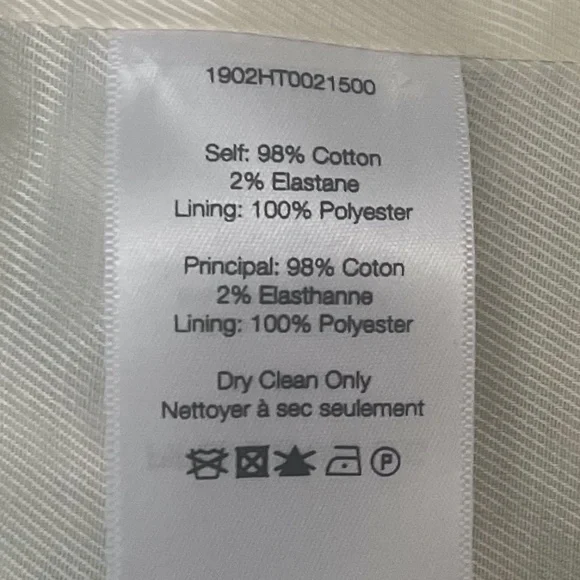 1902HT0021500
Self: 98% Cotton
2% Elastane
Lining: 100% Polyester
Principal: 98% Coton
2% Elasthanne
Lining: 100% Polyester
Dry Clean Only
Nettoyer à sec seulement
P